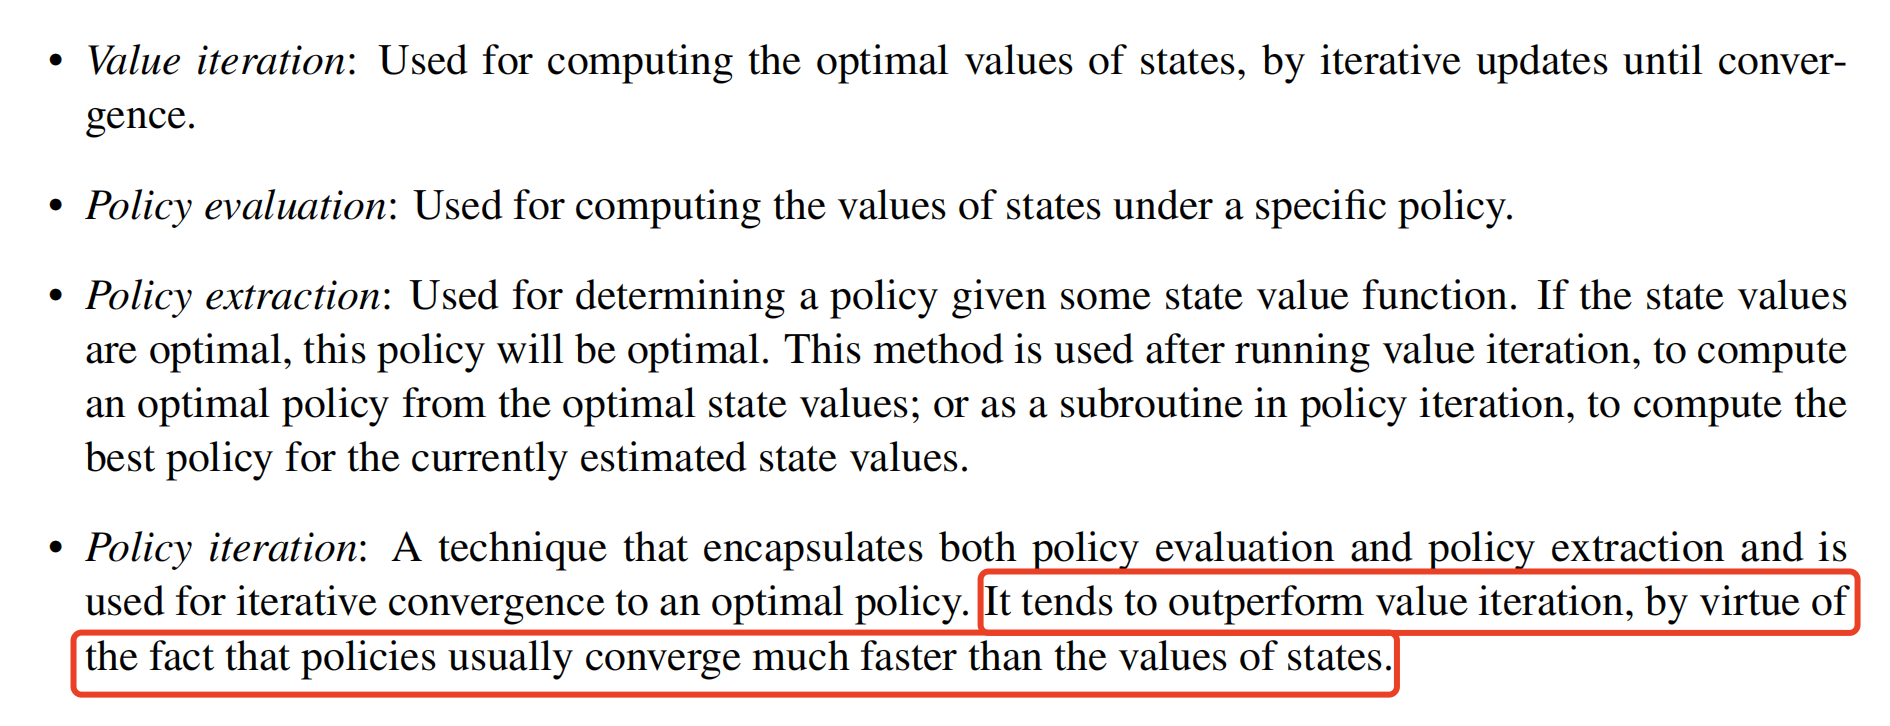 • Value iteration: Used for computing the optimal values of states, by iterative updates until conver-
gence.
• Policy evaluation: Used for computing the values of states under a specific policy.
• Policy extraction: Used for determining a policy given some state value function. If the state values
are optimal, this policy will be optimal. This method is used after running value iteration, to compute
an optimal policy from the optimal state values; or as a subroutine in policy iteration, to compute the
best policy for the currently estimated state values.
• Policy iteration: A technique that encapsulates both policy evaluation and policy extraction and is
used for iterative convergence to an optimal policy. It tends to outperform value iteration, by virtue of
the fact that policies usually converge much faster than the values of states.